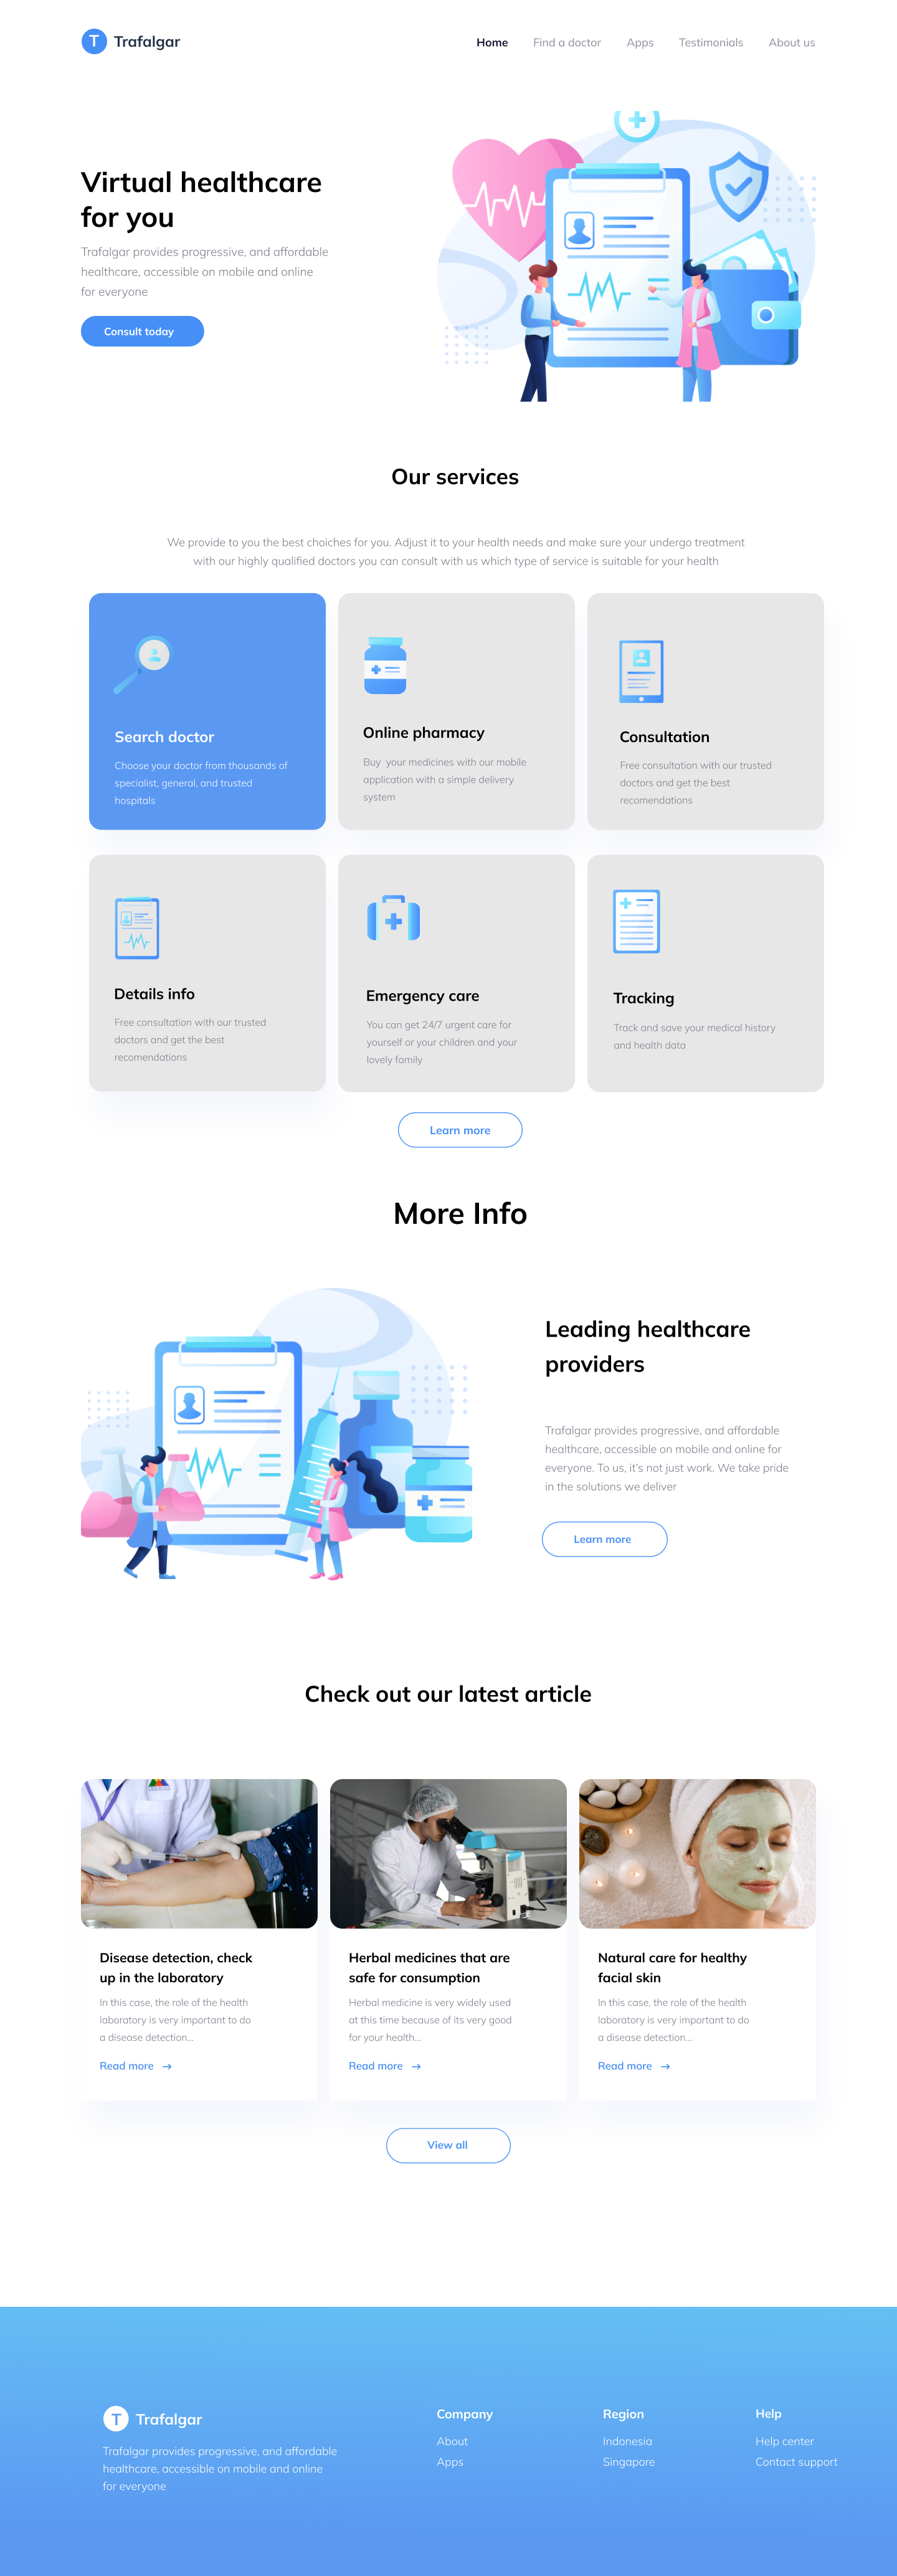 T Trafalgar
Home Find a doctor Apps Testimonials About us
Virtual healthcare
for you
Trafalgar provides progressive, and affordable
healthcare, accessible on mobile and online
for everyone
Consult today
Our services
We provide to you the best choiches for you. Adjust it to your health needs and make sure your undergo treatment
with our highly qualified doctors you can consult with us which type of service is suitable for your health
Search doctor
Choose your doctor from thousands of
specialist, general, and trusted
hospitals
Online pharmacy
Buy  your medicines with our mobile
application with a simple delivery
system
Consultation
Free consultation with our trusted
doctors and get the best
recomendations
Details info
Free consultation with our trusted
doctors and get the best
recomendations
Emergency care
You can get 24/7 urgent care for
yourself or your children and your
lovely family
Tracking
Track and save your medical history
and health data
Learn more
More Info
Leading healthcare
providers
Trafalgar provides progressive, and affordable
healthcare, accessible on mobile and online for
everyone. To us, it’s not just work. We take pride
in the solutions we deliver
Learn more
Check out our latest article
Disease detection, check
up in the laboratory
In this case, the role of the health
laboratory is very important to do
a disease detection...
Read more →
Herbal medicines that are
safe for consumption
Herbal medicine is very widely used
at this time because of its very good
for your health...
Read more →
Natural care for healthy
facial skin
In this case, the role of the health
laboratory is very important to do
a disease detection...
Read more →
View all
T Trafalgar
Trafalgar provides progressive, and affordable
healthcare, accessible on mobile and online
for everyone
Company
About
Apps
Region
Indonesia
Singapore
Help
Help center
Contact support